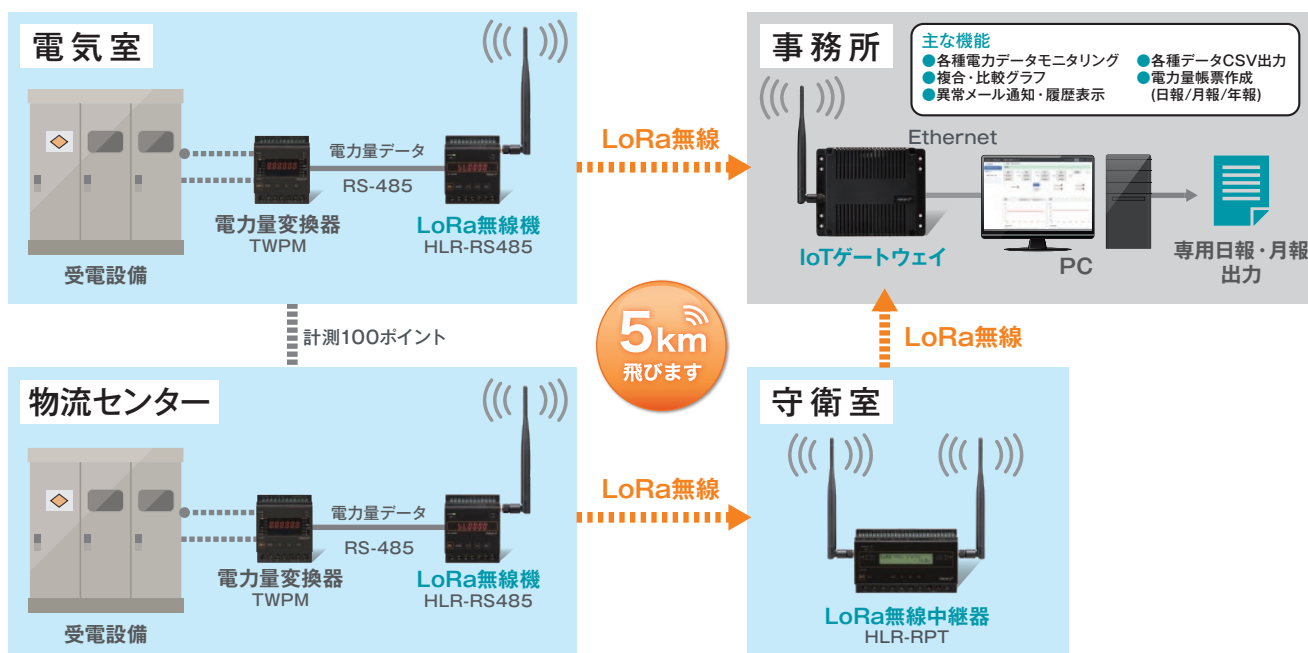 電気室
電力量データ
RS-485
電力量変換器
TWPM
LoRa無線機
HLR-RS485
受電設備
LoRa無線
事務所
主な機能
●各種電力データモニタリング
●複合・比較グラフ
●異常メール通知・履歴表示
●各種データCSV出力
●電力量帳票作成
(日報/月報/年報)
Ethernet
IoTゲートウェイ
PC
専用日報・月報
出力
計測100ポイント
5km
飛びます
LoRa無線
物流センター
電力量データ
RS-485
電力量変換器
TWPM
LoRa無線機
HLR-RS485
受電設備
LoRa無線
守衛室
LoRa無線中継器
HLR-RPT